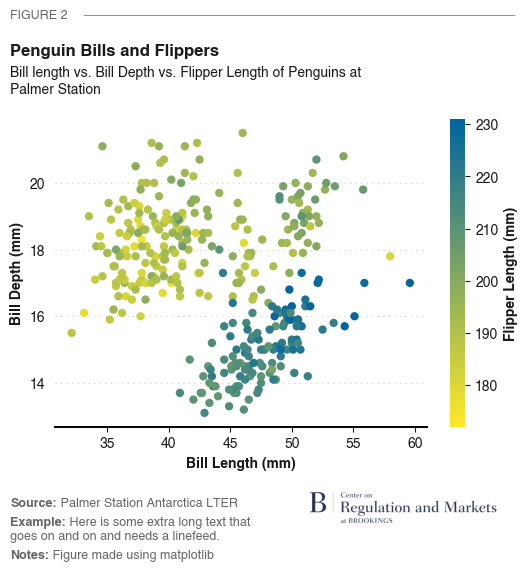 FIGURE 2
Penguin Bills and Flippers
Bill length vs. Bill Depth vs. Flipper Length of Penguins at
Palmer Station
20
18
16
14
Bill Depth (mm)
35
40
45
50
55
60
Bill Length (mm)
230
220
210
200
190
180
Flipper Length (mm)
Source: Palmer Station Antarctica LTER
Example: Here is some extra long text that
goes on and on and needs a linefeed.
Notes: Figure made using matplotlib
B
Center on
Regulation and Markets
at BROOKINGS